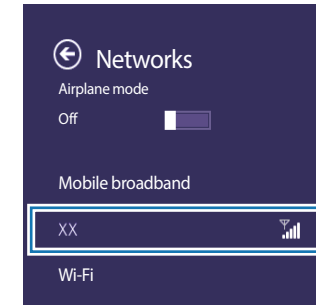 Networks
Airplane mode
Off
Mobile broadband
XX
Wi-Fi